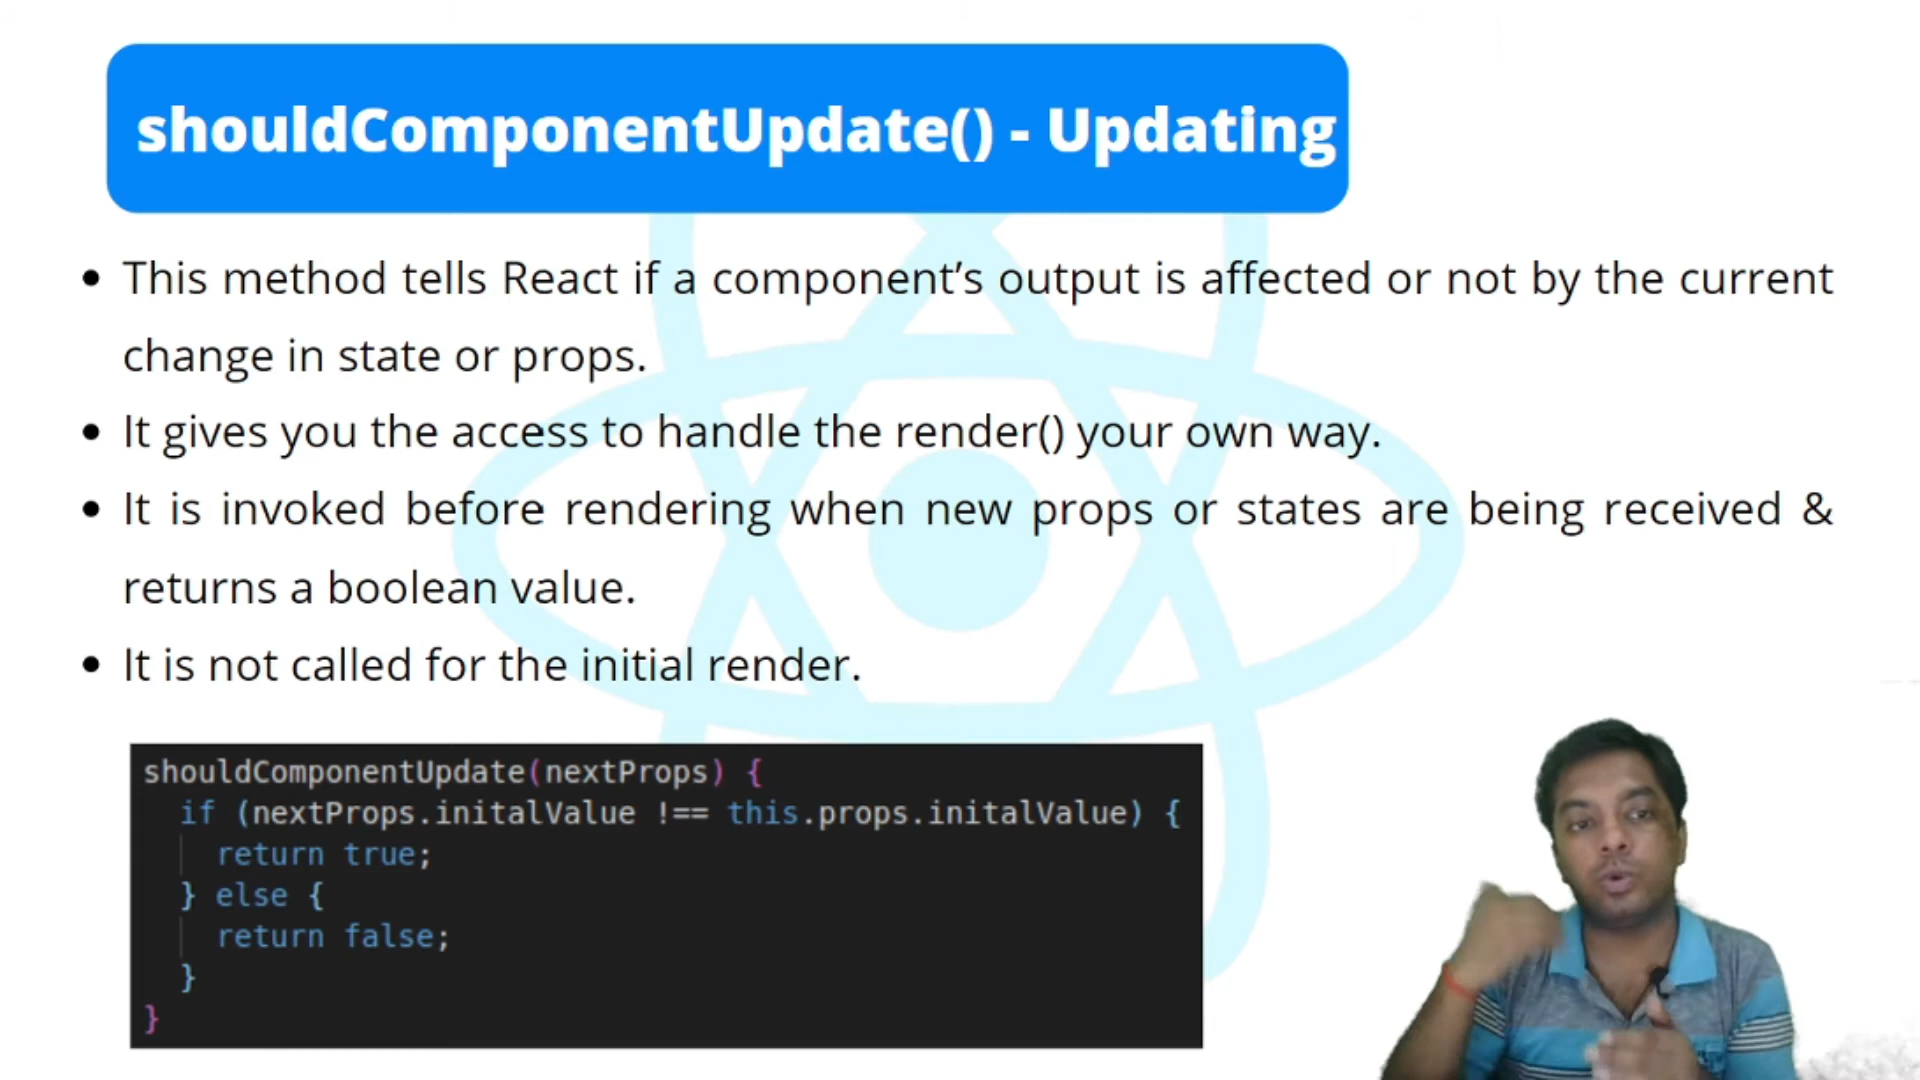 shouldComponentUpdate() - Updating
• This method tells React if a component’s output is affected or not by the current
change in state or props.
• It gives you the access to handle the render() your own way.
• It is invoked before rendering when new props or states are being received &
returns a boolean value.
• It is not called for the initial render.
shouldComponentUpdate(nextProps) {
  if (nextProps.initalValue !== this.props.initalValue) {
    return true;
  } else {
    return false;
  }
}